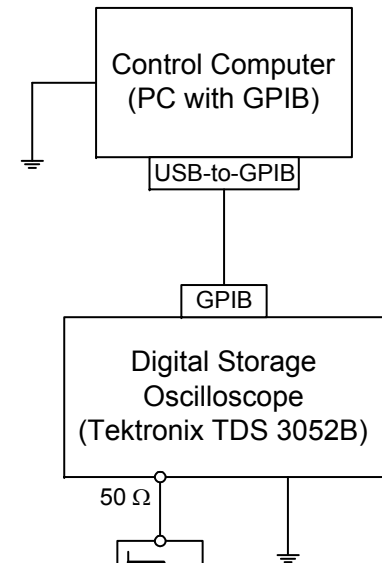 Control Computer
(PC with GPIB)
USB-to-GPIB
GPIB
Digital Storage
Oscilloscope
(Tektronix TDS 3052B)
50 Ω